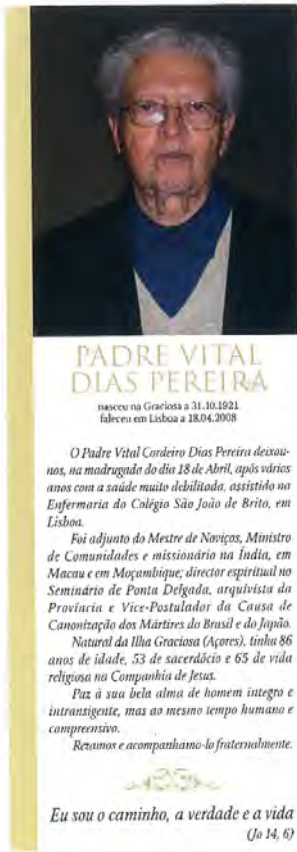 PADRE VITAL
DIAS PEREIRA
nasceu na Graciosa a 31.10.1921
faleceu em Lisboa a 18.04.2008
O Padre Vital Cordeiro Dias Pereira deixou-
nos, na madrugada do dia 18 de Abril, após vários
anos com a saúde muito debilitada, assistido na
Enfermaria do Colégio São João de Brito, em
Lisboa.
Foi adjunto do Mestre de Noviços, Ministro
de Comunidades e missionário na Índia, em
Macau e em Moçambique; director espiritual no
Seminário de Ponta Delgada, arquivista da
Província e Vice-Postulador da Causa de
Canonização dos Mártires do Brasil e do Japão.
Natural da Ilha Graciosa (Açores), tinha 86
anos de idade, 53 de sacerdócio e 65 de vida
religiosa na Companhia de Jesus.
Paz à sua bela alma de homem íntegro e
intransigente, mas ao mesmo tempo humano e
compreensivo.
Rezamos e acompanhamo-lo fraternalmente.
Eu sou o caminho, a verdade e a vida
(Jo 14, 6)